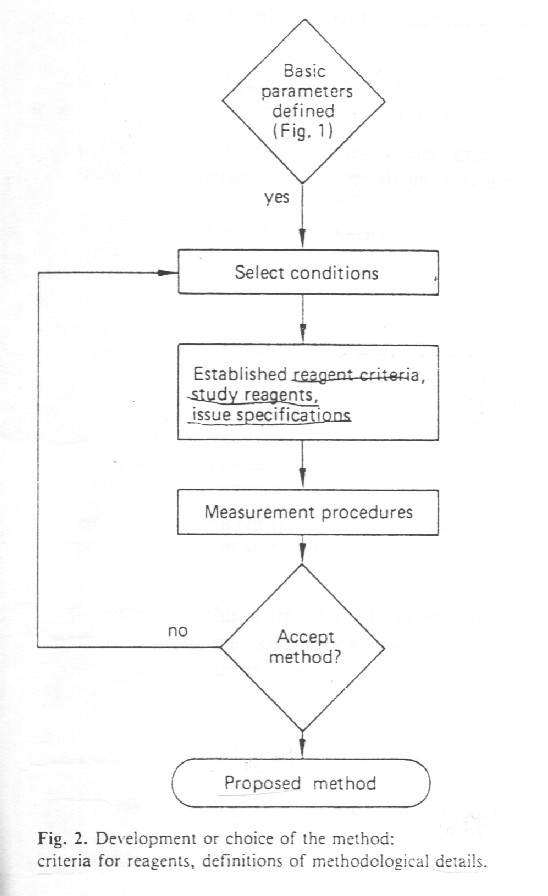 Basic
parameters
defined
(Fig. 1)
yes
Select conditions
Established reagent criteria,
study reagents,
issue specifications
Measurement procedures
no
Accept
method?
Proposed method
Fig. 2. Development or choice of the method:
criteria for reagents, definitions of methodological details.